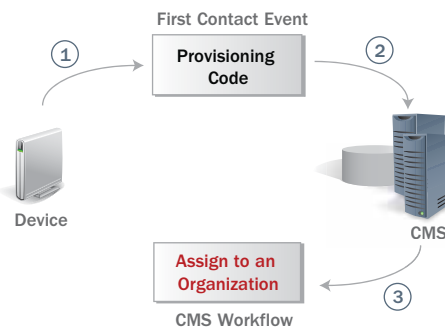 First Contact Event
1
Provisioning
Code
2
Device
CMS
Assign to an
Organization
3
CMS Workflow